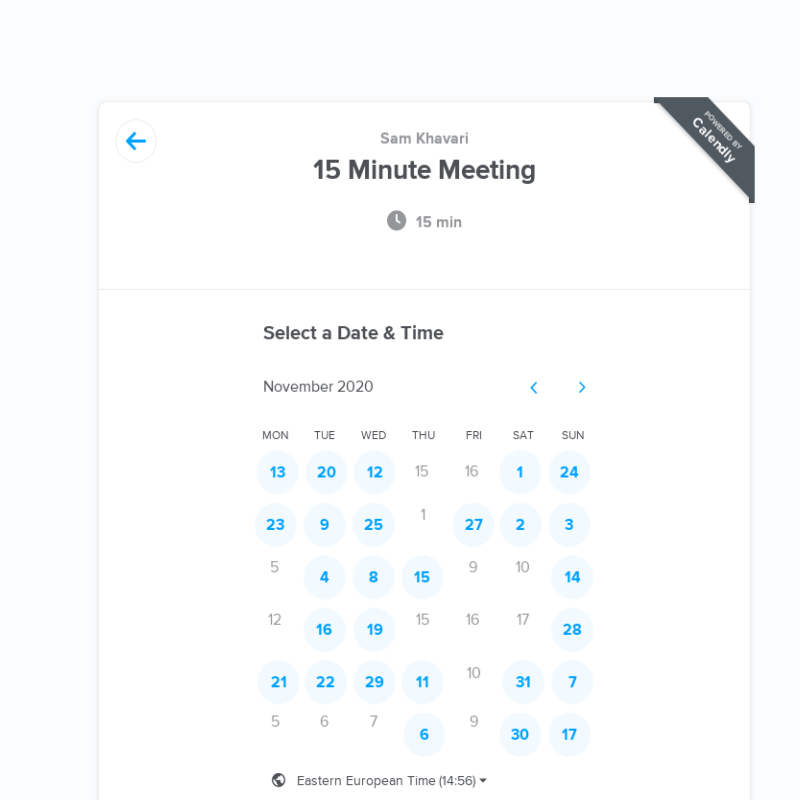 POWERED BY
Calendly
Sam Khavari
15 Minute Meeting
15 min
Select a Date & Time
November 2020
MON TUE WED THU FRI SAT SUN
13 20 12 15 16 1 24
23 9 25 1 27 2 3
5 4 8 15 9 10 14
12 16 19 15 16 17 28
21 22 29 11 10 31 7
5 6 7 6 9 30 17
Eastern European Time (14:56)